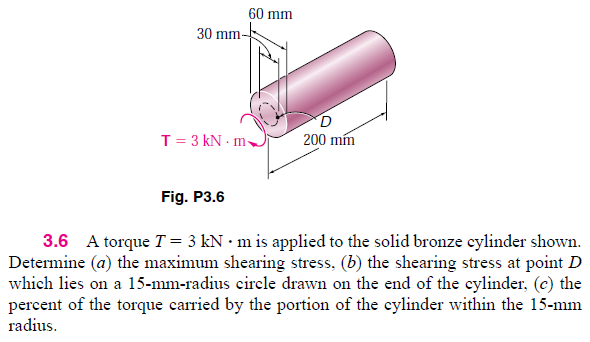 60 mm
30 mm
D
T = 3 kN · m
200 mm
Fig. P3.6
3.6 A torque T = 3 kN · m is applied to the solid bronze cylinder shown.
Determine (a) the maximum shearing stress, (b) the shearing stress at point D
which lies on a 15-mm-radius circle drawn on the end of the cylinder, (c) the
percent of the torque carried by the portion of the cylinder within the 15-mm
radius.